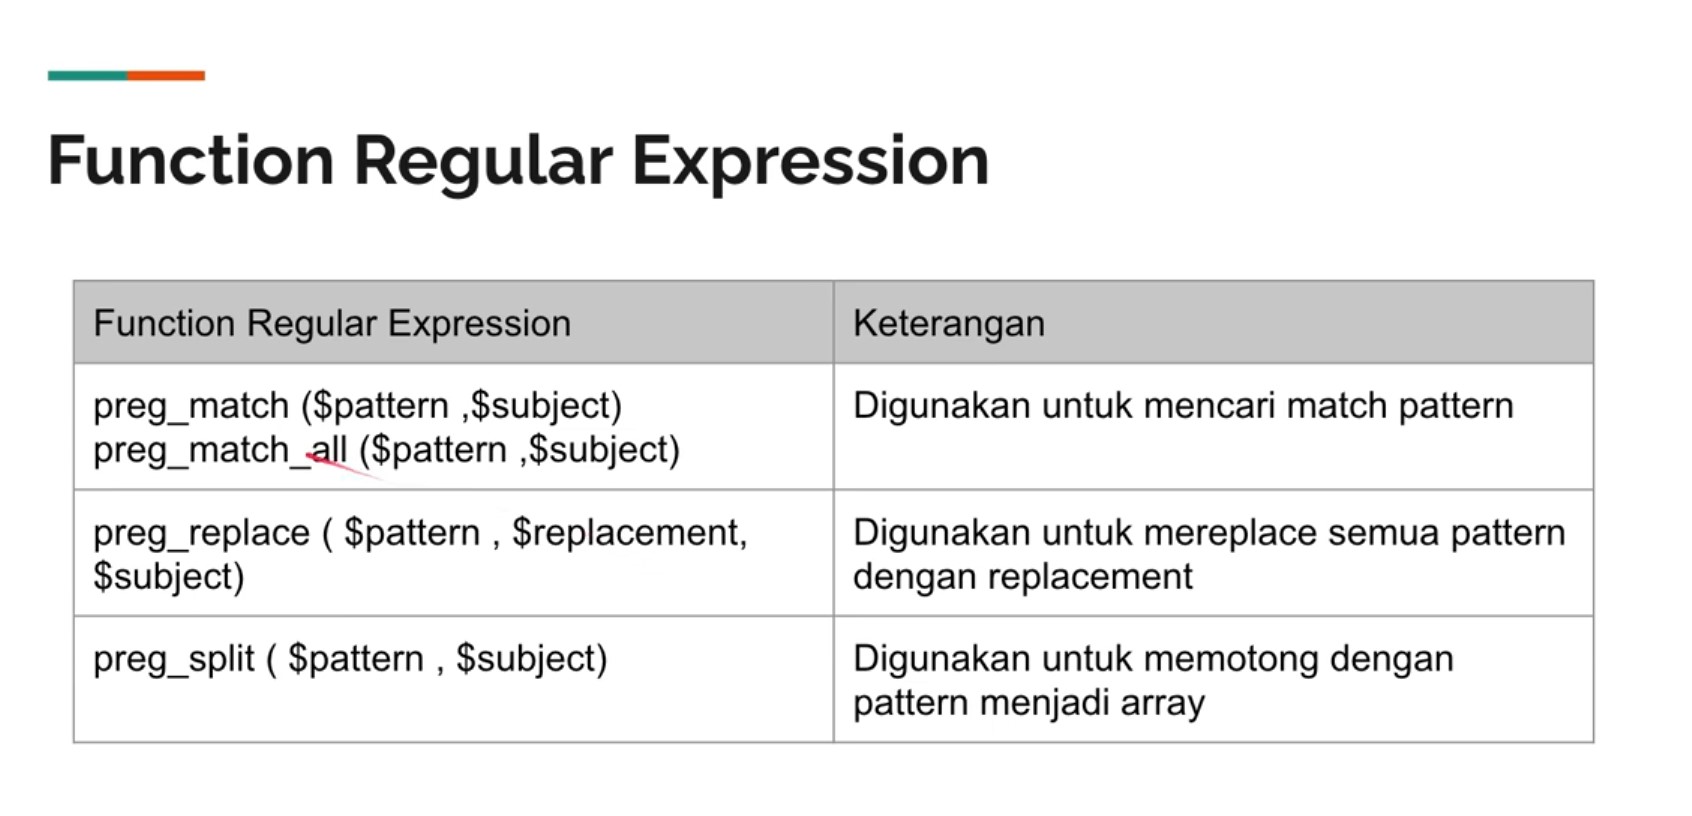 Function Regular Expression
Function Regular Expression
Keterangan
preg_match ($pattern ,$subject)
preg_match_all ($pattern ,$subject)
Digunakan untuk mencari match pattern
preg_replace ( $pattern , $replacement,
$subject)
Digunakan untuk mereplace semua pattern
dengan replacement
preg_split ( $pattern , $subject)
Digunakan untuk memotong dengan
pattern menjadi array